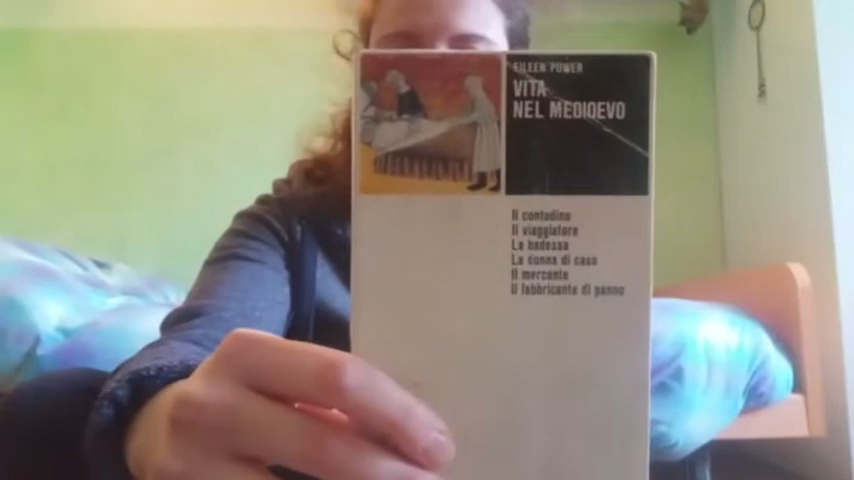 EILEEN POWER
VITA
NEL MEDIOEVO
Il contadino
Il viaggiatore
La badessa
La donna di casa
Il mercante
Il fabbricante di panno